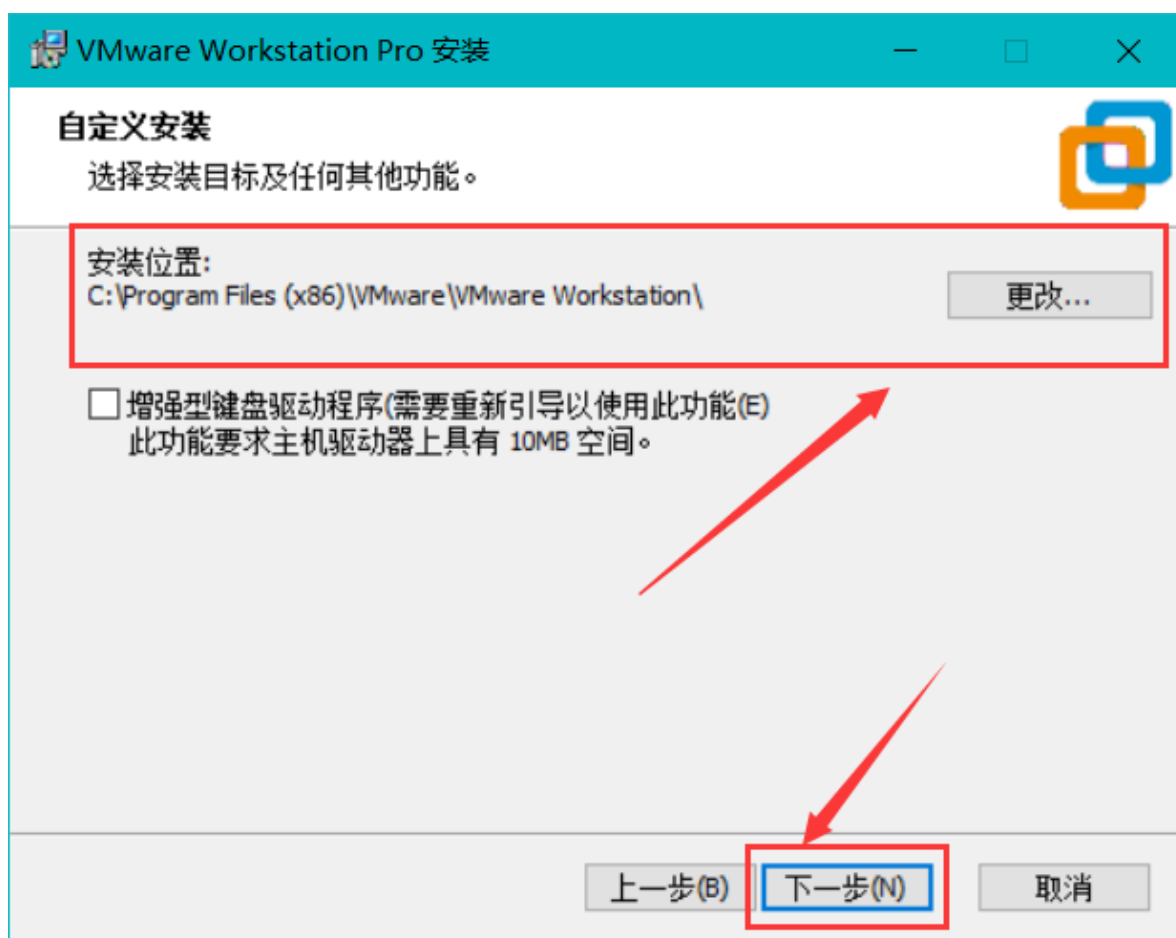 VMware Workstation Pro 安装
自定义安装
选择安装目标及任何其他功能。
安装位置:
C:\Program Files (x86)\VMware\VMware Workstation\
更改...
增强型键盘驱动程序(需要重新引导以使用此功能(E)
此功能要求主机驱动器上具有 10MB 空间。
上一步(B) 下一步(N) 取消